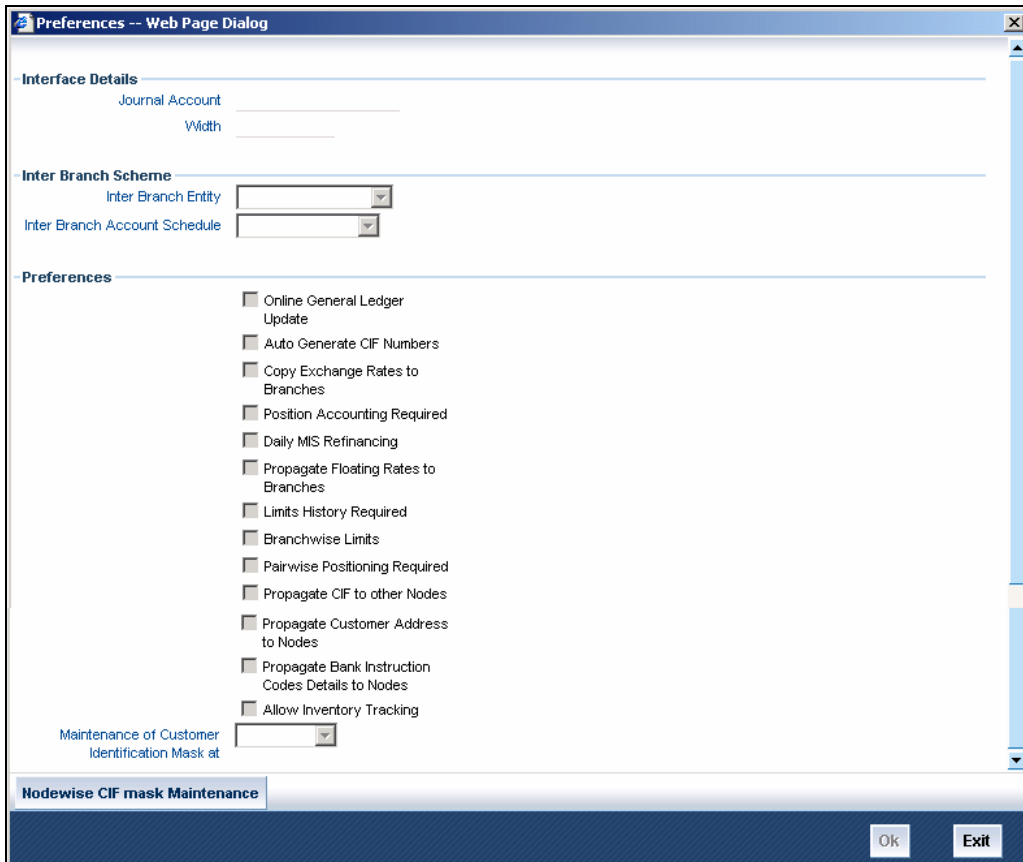 Preferences -- Web Page Dialog
Interface Details
Journal Account
Width
Inter Branch Scheme
Inter Branch Entity
Inter Branch Account Schedule
Preferences
Online General Ledger
Update
Auto Generate CIF Numbers
Copy Exchange Rates to
Branches
Position Accounting Required
Daily MIS Refinancing
Propagate Floating Rates to
Branches
Limits History Required
Branchwise Limits
Pairwise Positioning Required
Propagate CIF to other Nodes
Propagate Customer Address
to Nodes
Propagate Bank Instruction
Codes Details to Nodes
Allow Inventory Tracking
Maintenance of Customer
Identification Mask at
Nodewise CIF mask Maintenance
Ok
Exit